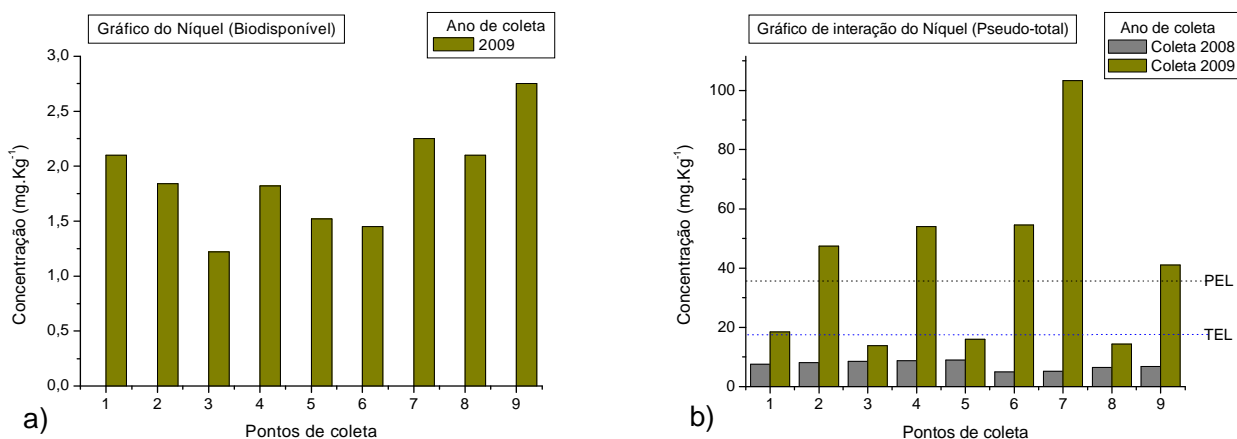 Gráfico do Níquel (Biodisponível)
Ano de coleta
2009
3,0
2,5
2,0
1,5
1,0
0,5
0,0
Concentração (mg.Kg⁻¹)
1 2 3 4 5 6 7 8 9
Pontos de coleta
a)
Gráfico de interação do Níquel (Pseudo-total)
Ano de coleta
Coleta 2008
Coleta 2009
100
80
60
40
20
0
Concentração (mg.Kg⁻¹)
PEL
TEL
1 2 3 4 5 6 7 8 9
Pontos de coleta
b)